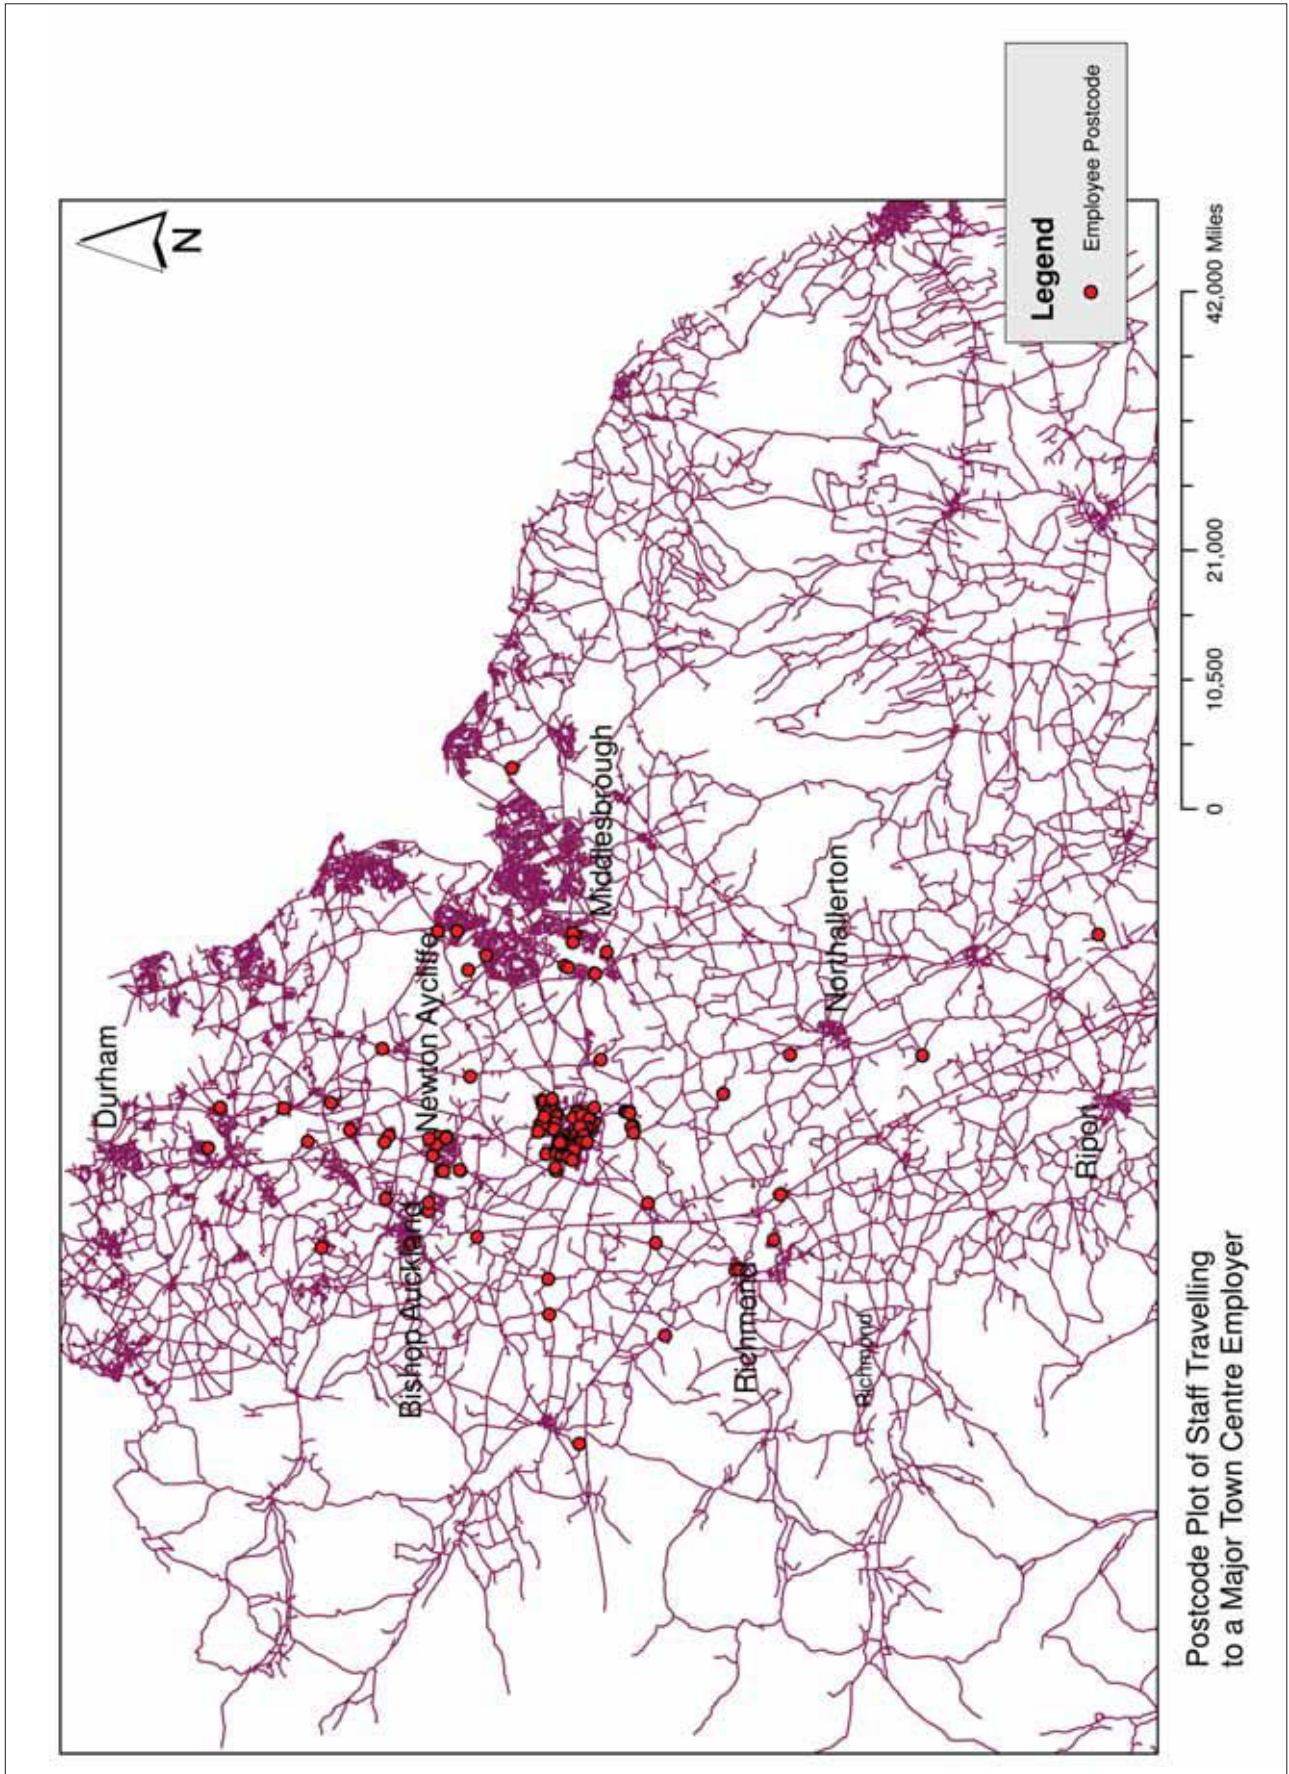 N
Durham
Newton Aycliffe
Bishop Auckland
Middlesbrough
Richmond
Northallerton
Richmond
Ripon
Legend
Employee Postcode
0 10,500 21,000 42,000 Miles
Postcode Plot of Staff Travelling
to a Major Town Centre Employer